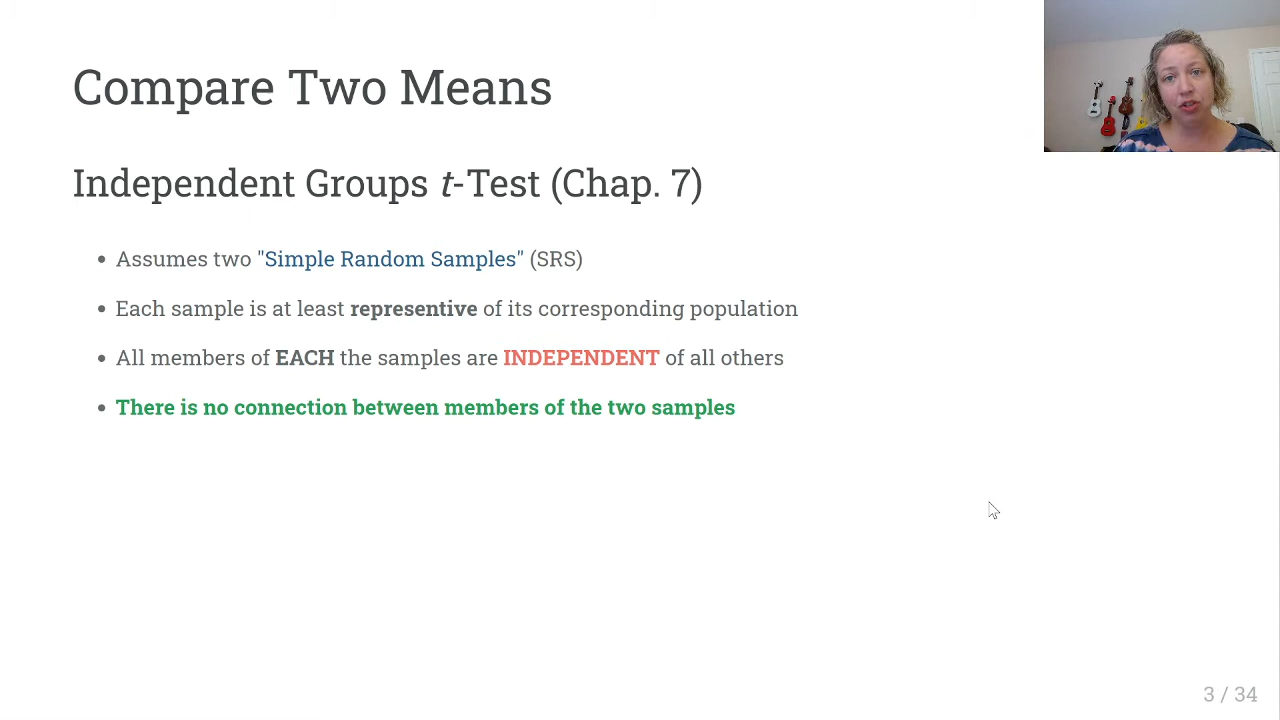 Compare Two Means
Independent Groups t-Test (Chap. 7)
• Assumes two "Simple Random Samples" (SRS)
• Each sample is at least representive of its corresponding population
• All members of EACH the samples are INDEPENDENT of all others
• There is no connection between members of the two samples
3 / 34